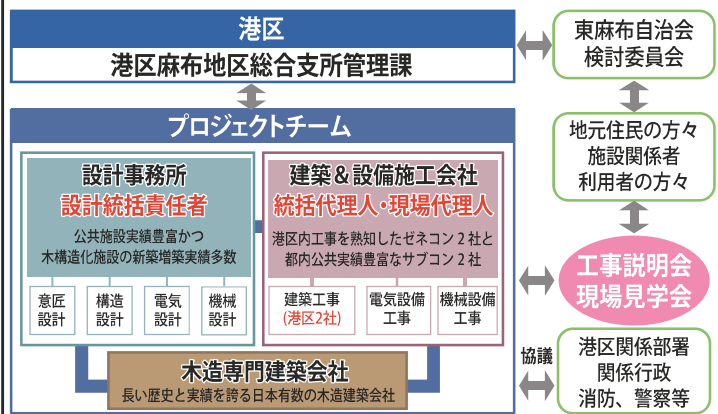 港区
港区麻布地区総合支所管理課
東麻布自治会
検討委員会
プロジェクトチーム
地元住民の方々
施設関係者
利用者の方々
設計事務所
設計統括責任者
公共施設実績豊富かつ
木構造化施設の新築増築実績多数
意匠
設計
構造
設計
電気
設計
機械
設計
建築＆設備施工会社
統括代理人・現場代理人
港区内工事を熟知したゼネコン2社と
都内公共実績豊富なサブコン2社
建築工事
(港区2社)
電気設備
工事
機械設備
工事
工事説明会
現場見学会
木造専門建築会社
長い歴史と実績を誇る日本有数の木造建築会社
協議
港区関係部署
関係行政
消防、警察等